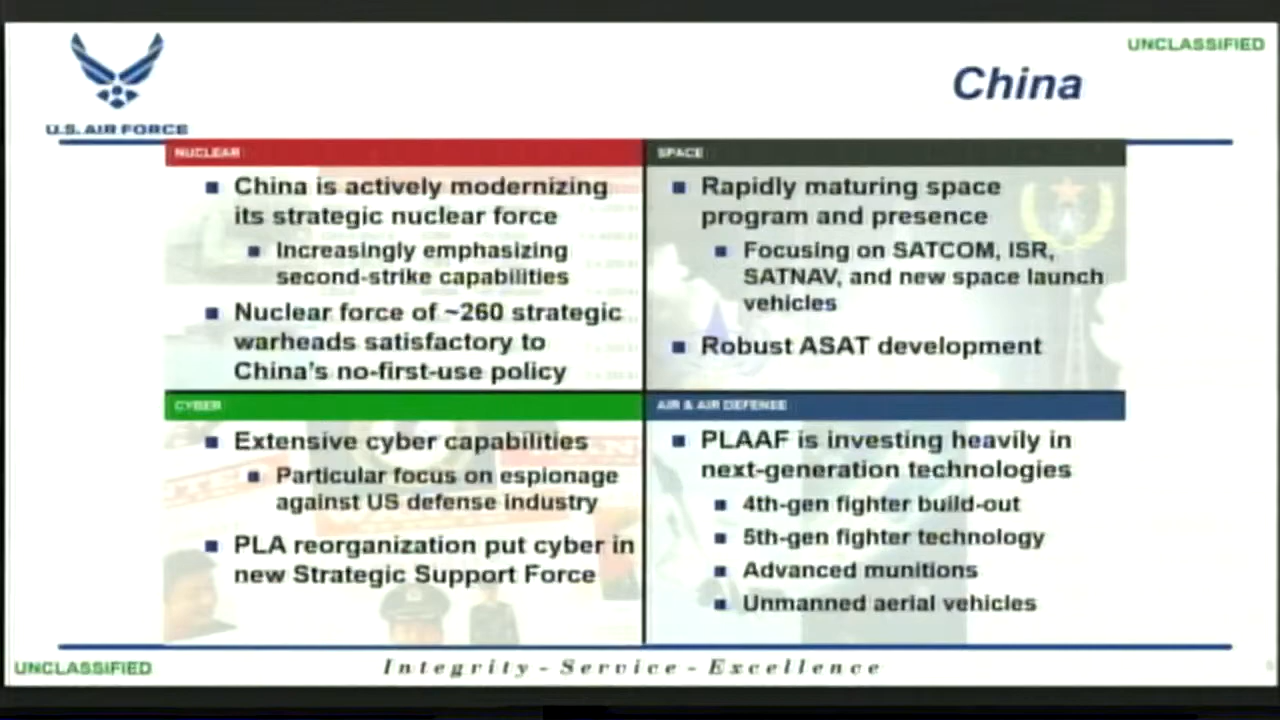 UNCLASSIFIED
U.S. AIR FORCE
China
NUCLEAR
China is actively modernizing
its strategic nuclear force
Increasingly emphasizing
second-strike capabilities
Nuclear force of ~260 strategic
warheads satisfactory to
China's no-first-use policy
SPACE
Rapidly maturing space
program and presence
Focusing on SATCOM, ISR,
SATNAV, and new space launch
vehicles
Robust ASAT development
CYBER
Extensive cyber capabilities
Particular focus on espionage
against US defense industry
PLA reorganization put cyber in
new Strategic Support Force
AIR & AIR DEFENSE
PLAAF is investing heavily in
next-generation technologies
4th-gen fighter build-out
5th-gen fighter technology
Advanced munitions
Unmanned aerial vehicles
UNCLASSIFIED
Integrity - Service - Excellence